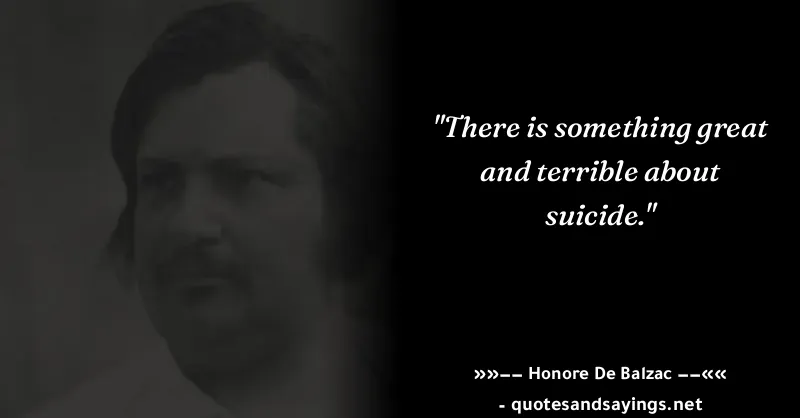 "There is something great
and terrible about
suicide."
»»–– Honore De Balzac ––««
- quotesandsayings.net